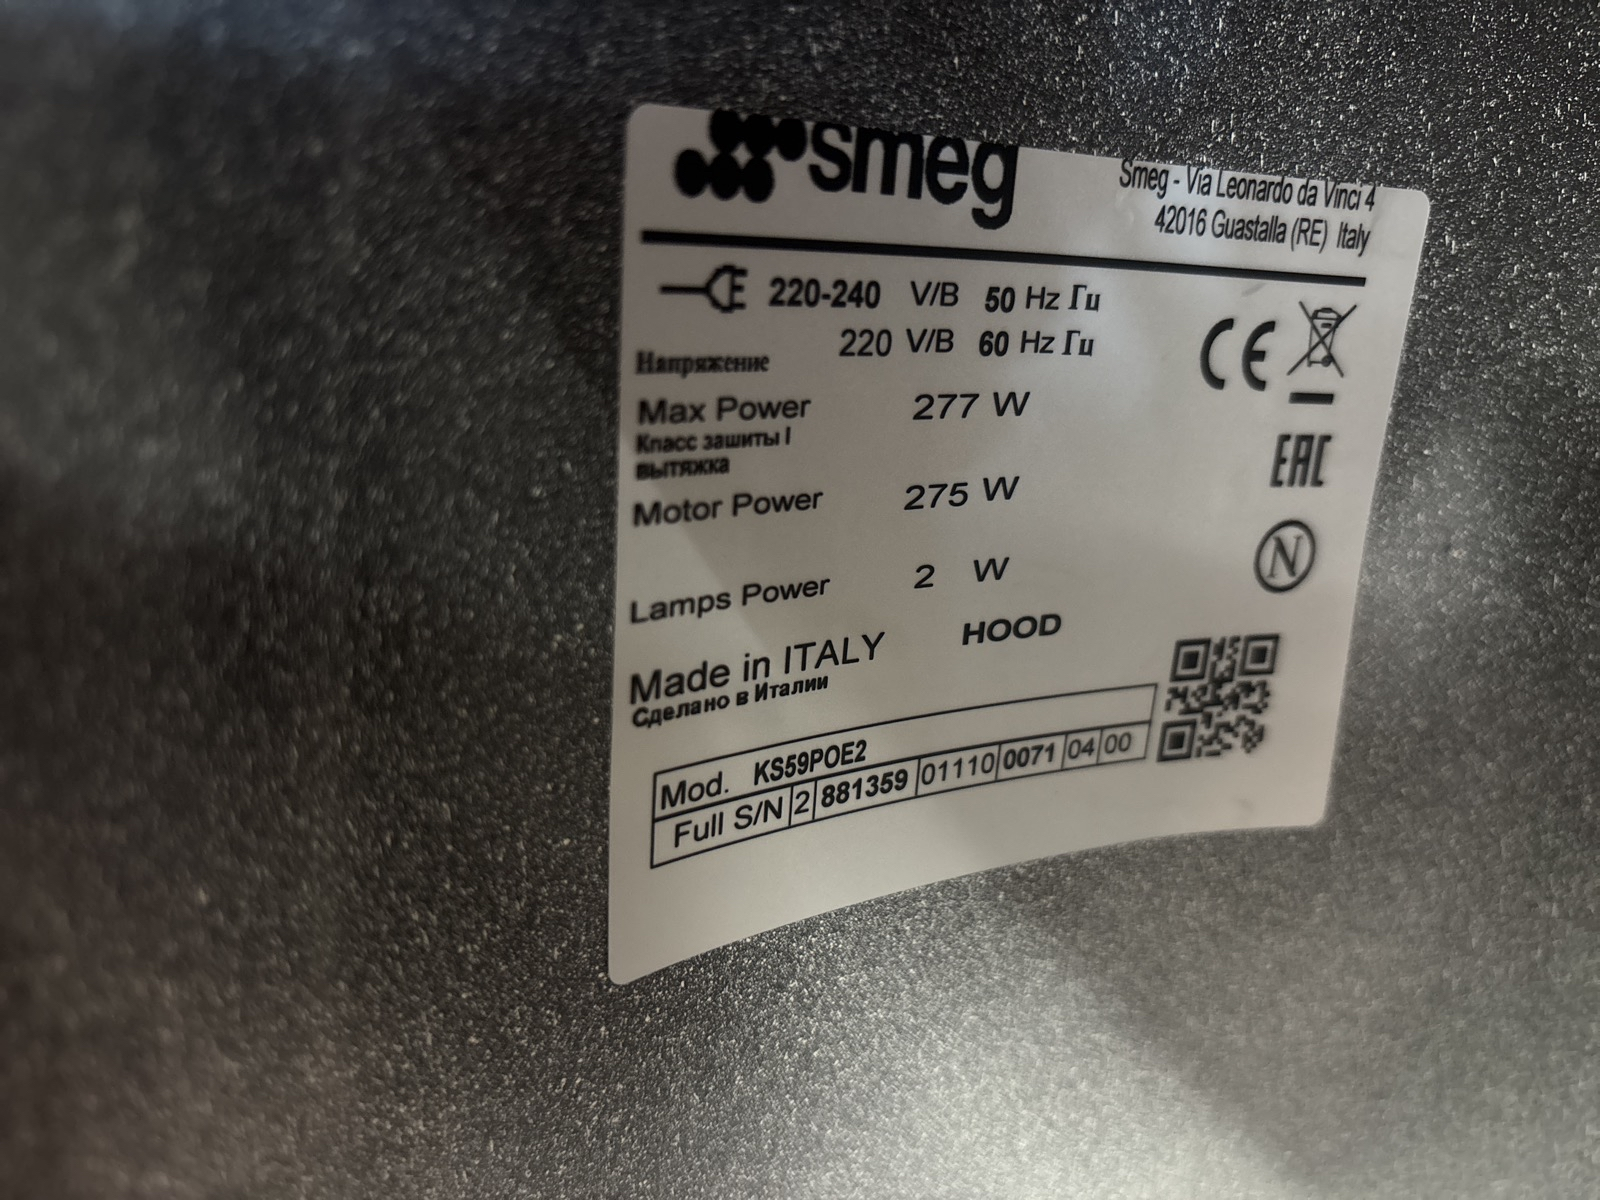 smeg
Smeg - Via Leonardo da Vinci 4
42016 Guastalla (RE) Italy
220-240 V/B 50 Hz Гц
220 V/B 60 Hz Гц
Напряжение
Max Power 277 W
Класс зашиты I
вытяжка
Motor Power 275 W
Lamps Power 2 W
Made in ITALY HOOD
Сделано в Италии
CE
EAC
N
Mod. KS59POE2
Full S/N 2 881359 01110 0071 04 00